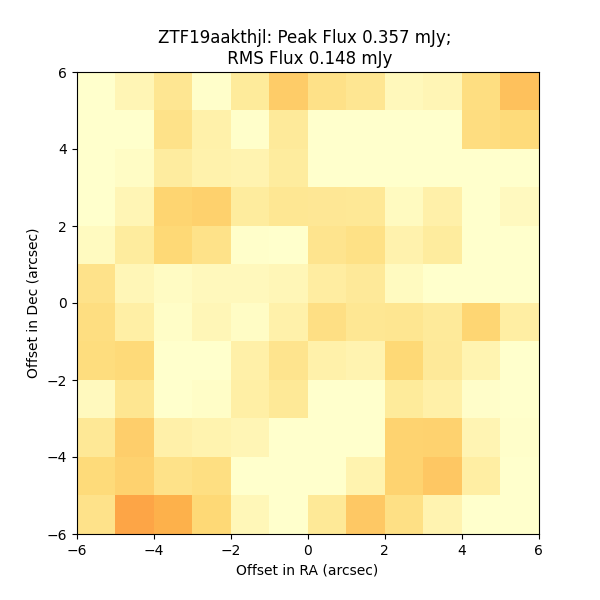 ZTF19aakthjl: Peak Flux 0.357 mJy;
RMS Flux 0.148 mJy
6
4
2
0
−2
−4
−6
Offset in Dec (arcsec)
−6 −4 −2 0 2 4 6
Offset in RA (arcsec)